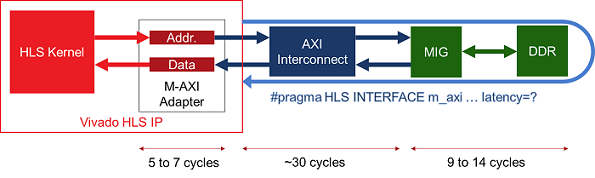 HLS Kernel
Addr.
Data
M-AXI
Adapter
Vivado HLS IP
AXI
Interconnect
MIG
DDR
#pragma HLS INTERFACE m_axi … latency=?
5 to 7 cycles
~30 cycles
9 to 14 cycles